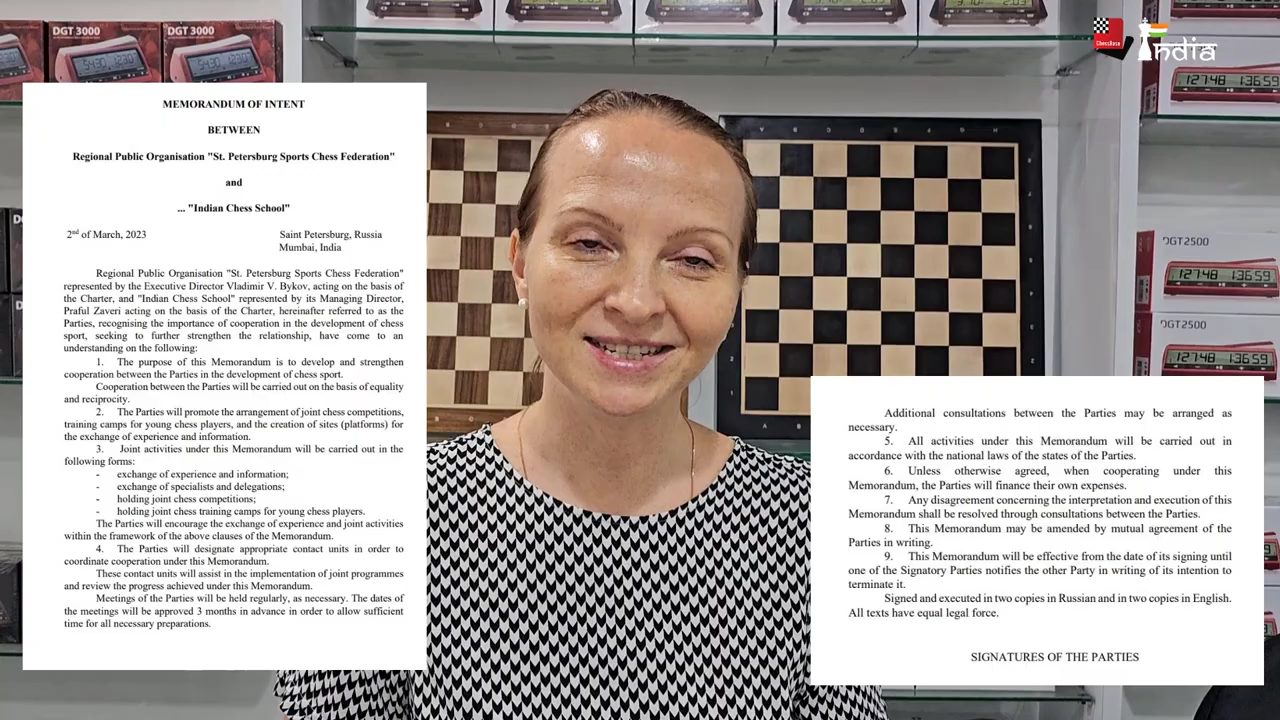 DGT 3000
DGT 3000
ChessBase
India
MEMORANDUM OF INTENT
BETWEEN
Regional Public Organisation "St. Petersburg Sports Chess Federation"
and
... "Indian Chess School"
2nd of March, 2023
Saint Petersburg, Russia
Mumbai, India
Regional Public Organisation "St. Petersburg Sports Chess Federation"
represented by the Executive Director Vladimir V. Bykov, acting on the basis of
the Charter, and "Indian Chess School" represented by its Managing Director,
Praful Zaveri acting on the basis of the Charter, hereinafter referred to as the
Parties, recognising the importance of cooperation in the development of chess
sport, seeking to further strengthen the relationship, have come to an
understanding on the following:
1. The purpose of this Memorandum is to develop and strengthen
cooperation between the Parties in the development of chess sport.
Cooperation between the Parties will be carried out on the basis of equality
and reciprocity.
2. The Parties will promote the arrangement of joint chess competitions,
training camps for young chess players, and the creation of sites (platforms) for
the exchange of experience and information.
3. Joint activities under this Memorandum will be carried out in the
following forms:
- exchange of experience and information;
- exchange of specialists and delegations;
- holding joint chess competitions;
- holding joint chess training camps for young chess players.
The Parties will encourage the exchange of experience and joint activities
within the framework of the above clauses of the Memorandum.
4. The Parties will designate appropriate contact units in order to
coordinate cooperation under this Memorandum.
These contact units will assist in the implementation of joint programmes
and review the progress achieved under this Memorandum.
Meetings of the Parties will be held regularly, as necessary. The dates of
the meetings will be approved 3 months in advance in order to allow sufficient
time for all necessary preparations.
127:48 136:59
DGT2500
127:48 136:59
DGT2500
127:48 136:59
Additional consultations between the Parties may be arranged as
necessary.
5. All activities under this Memorandum will be carried out in
accordance with the national laws of the states of the Parties.
6. Unless otherwise agreed, when cooperating under this
Memorandum, the Parties will finance their own expenses.
7. Any disagreement concerning the interpretation and execution of this
Memorandum shall be resolved through consultations between the Parties.
8. This Memorandum may be amended by mutual agreement of the
Parties in writing.
9. This Memorandum will be effective from the date of its signing until
one of the Signatory Parties notifies the other Party in writing of its intention to
terminate it.
Signed and executed in two copies in Russian and in two copies in English.
All texts have equal legal force.
SIGNATURES OF THE PARTIES